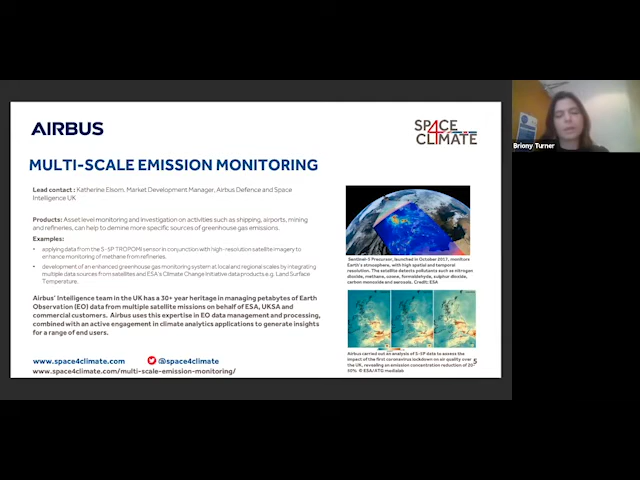 AIRBUS
SP4CE
CLIMATE
Briony Turner
MULTI-SCALE EMISSION MONITORING
Lead contact : Katherine Elsom, Market Development Manager, Airbus Defence and Space
Intelligence UK
Products: Asset level monitoring and investigation on activities such as shipping, airports, mining
and refineries, can help to demine more specific sources of greenhouse gas emissions.
Examples:
• applying data from the S-5P TROPOMI sensor in conjunction with high-resolution satellite imagery to
enhance monitoring of methane from refineries.
• development of an enhanced greenhouse gas monitoring system at local and regional scales by integrating
multiple data sources from satellites and ESA's Climate Change Initiative data products e.g. Land Surface
Temperature.
Airbus' Intelligence team in the UK has a 30+ year heritage in managing petabytes of Earth
Observation (EO) data from multiple satellite missions on behalf of ESA, UKSA and
commercial customers. Airbus uses this expertise in EO data management and processing,
combined with an active engagement in climate analytics applications to generate insights
for a range of end users.
www.space4climate.com @space4climate
www.space4climate.com/multi-scale-emission-monitoring/
Sentinel-5 Precursor, launched in October 2017, monitors
Earth's atmosphere, with high spatial and temporal
resolution. The satellite detects pollutants such as nitrogen
dioxide, methane, ozone, formaldehyde, sulphur dioxide,
carbon monoxide and aerosols. Credit: ESA
Airbus carried out an analysis of S-5P data to assess the
impact of the first coronavirus lockdown on air quality over
the UK, revealing an emission concentration reduction of 20-
30%. © ESA/ATG medialab
5